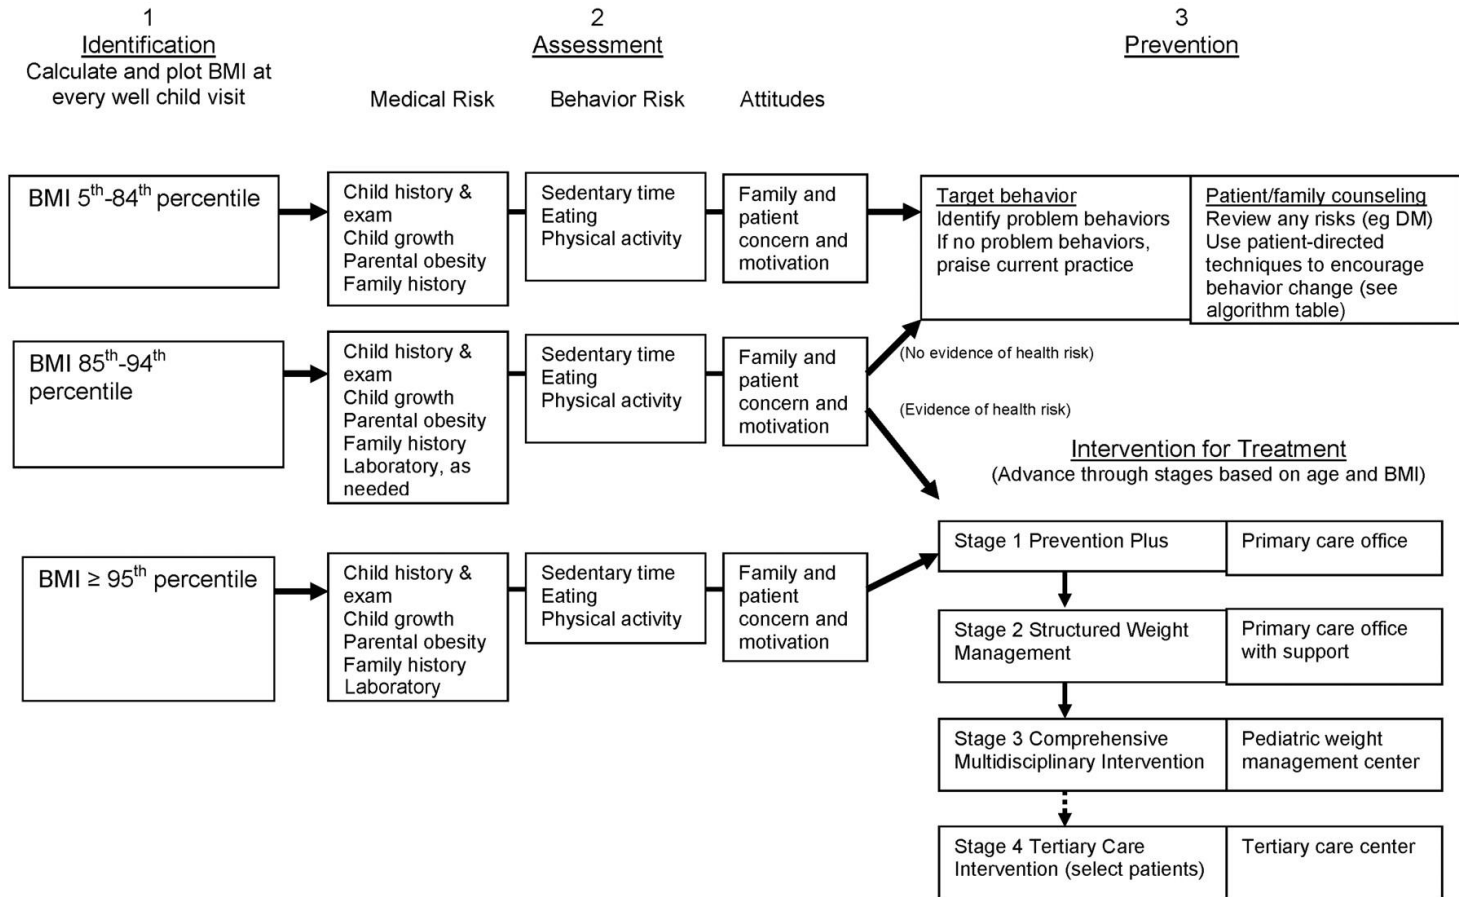 1
Identification
Calculate and plot BMI at
every well child visit
2
Assessment
Medical Risk
Behavior Risk
Attitudes
3
Prevention
BMI 5th-84th percentile
Child history &
exam
Child growth
Parental obesity
Family history
Sedentary time
Eating
Physical activity
Family and
patient
concern and
motivation
Target behavior
Identify problem behaviors
If no problem behaviors,
praise current practice
Patient/family counseling
Review any risks (eg DM)
Use patient-directed
techniques to encourage
behavior change (see
algorithm table)
BMI 85th-94th
percentile
Child history &
exam
Child growth
Parental obesity
Family history
Laboratory, as
needed
Sedentary time
Eating
Physical activity
Family and
patient
concern and
motivation
(No evidence of health risk)
(Evidence of health risk)
Intervention for Treatment
(Advance through stages based on age and BMI)
BMI ≥ 95th percentile
Child history &
exam
Child growth
Parental obesity
Family history
Laboratory
Sedentary time
Eating
Physical activity
Family and
patient
concern and
motivation
Stage 1 Prevention Plus
Primary care office
Stage 2 Structured Weight
Management
Primary care office
with support
Stage 3 Comprehensive
Multidisciplinary Intervention
Pediatric weight
management center
Stage 4 Tertiary Care
Intervention (select patients)
Tertiary care center